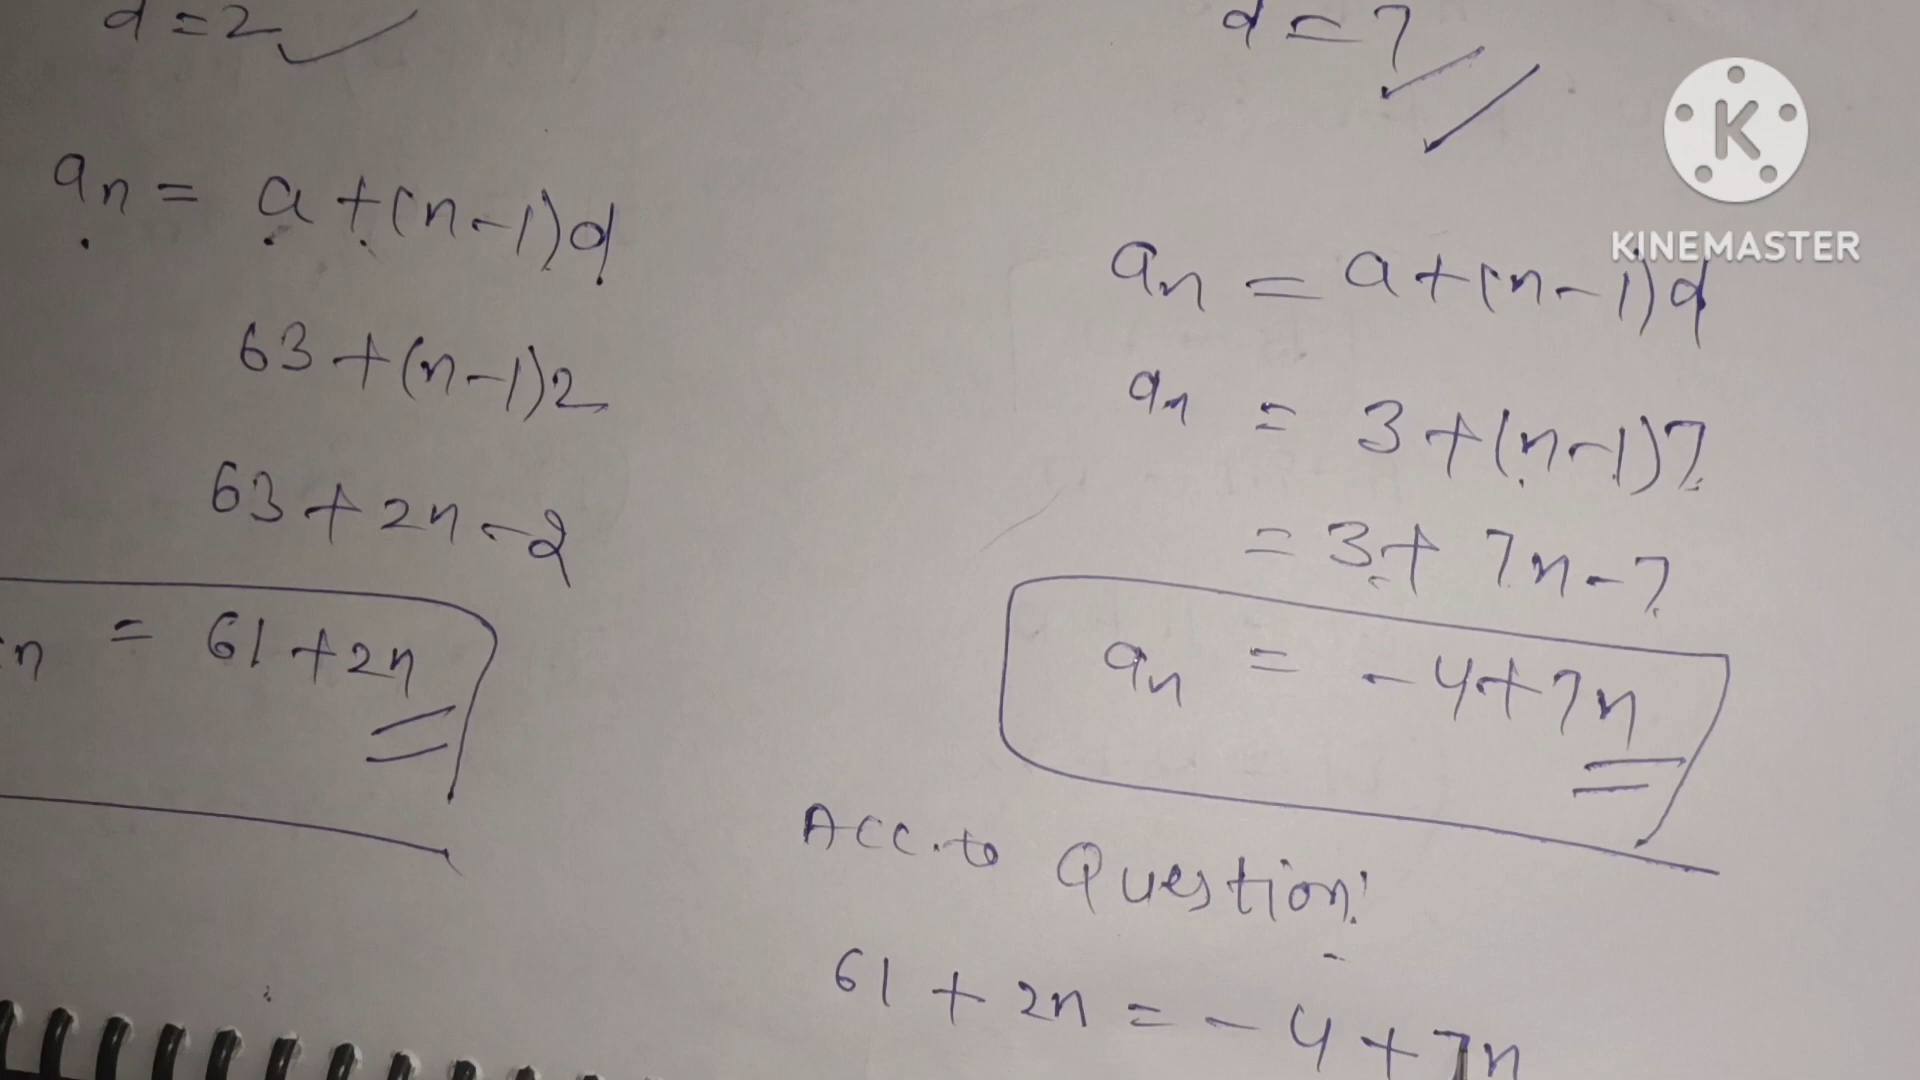 d = 2
an = a + (n-1)d
63 + (n-1)2
63 + 2n - 2
n = 61 + 2n
d = 7
K
KINEMASTER
an = a + (n-1)d
an = 3 + (n-1)7
= 3 + 7n - 7
an = -4 + 7n
Acc. to Question:
61 + 2n = -4 + 7n